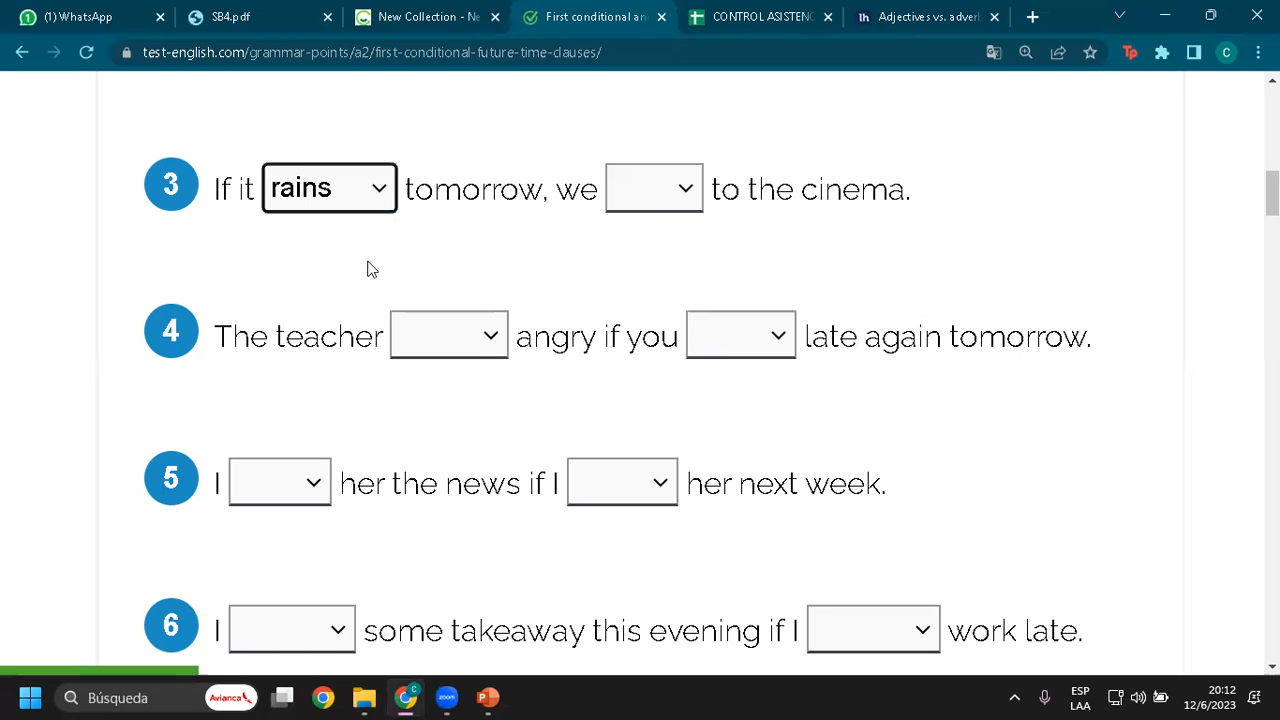 (1) WhatsApp
SB4.pdf
New Collection - Ne
First conditional an
CONTROL ASISTENC
Adjectives vs. adverb
test-english.com/grammar-points/a2/first-conditional-future-time-clauses/
3 If it rains tomorrow, we to the cinema.
4 The teacher angry if you late again tomorrow.
5 I her the news if I her next week.
6 I some takeaway this evening if I work late.
Búsqueda
Avianca
zoom
ESP
LAA
20:12
12/6/2023